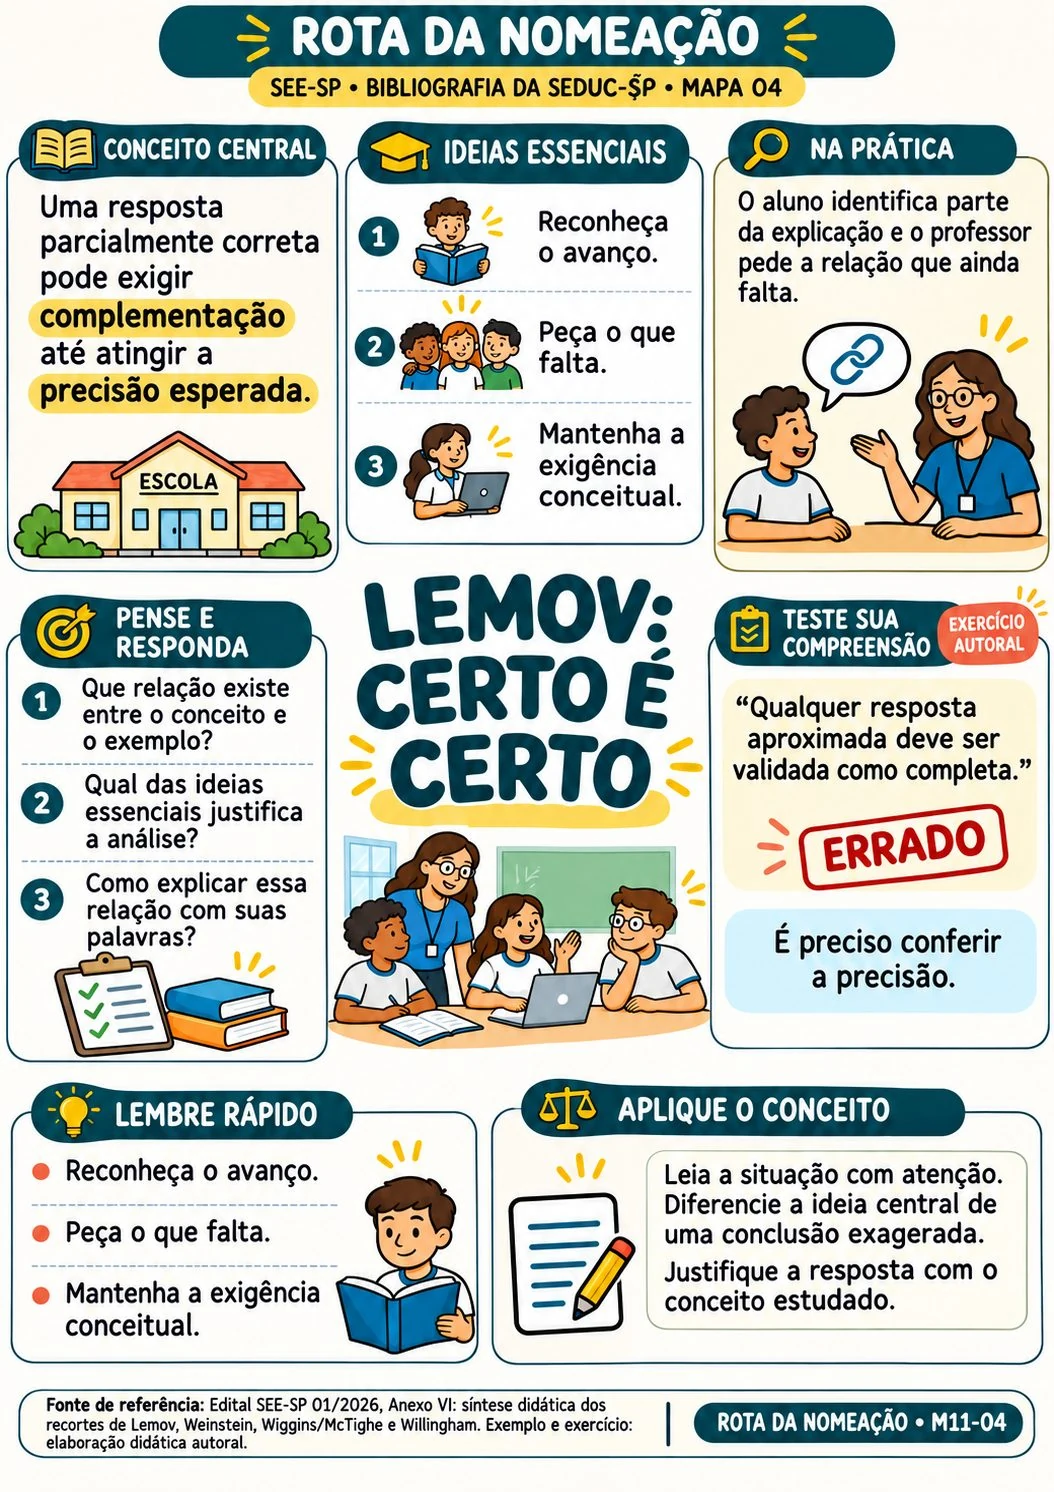 ROTA DA NOMEAÇÃO
SEE-SP • BIBLIOGRAFIA DA SEDUC-SP • MAPA 04
CONCEITO CENTRAL
Uma resposta
parcialmente correta
pode exigir
complementação
até atingir a
precisão esperada.
ESCOLA
IDEIAS ESSENCIAIS
1
Reconheça
o avanço.
2
Peça o que
falta.
3
Mantenha a
exigência
conceitual.
NA PRÁTICA
O aluno identifica parte
da explicação e o professor
pede a relação que ainda
falta.
LEMOV:
CERTO É
CERTO
PENSE E
RESPONDA
1
Que relação existe
entre o conceito e
o exemplo?
2
Qual das ideias
essenciais justifica
a análise?
3
Como explicar essa
relação com suas
palavras?
TESTE SUA
COMPREENSÃO
EXERCÍCIO
AUTORAL
“Qualquer resposta
aproximada deve ser
validada como completa.”
ERRADO
É preciso conferir
a precisão.
LEMBRE RÁPIDO
• Reconheça o avanço.
• Peça o que falta.
• Mantenha a exigência
conceitual.
APLIQUE O CONCEITO
Leia a situação com atenção.
Diferencie a ideia central de
uma conclusão exagerada.
Justifique a resposta com o
conceito estudado.
Fonte de referência: Edital SEE-SP 01/2026, Anexo VI: síntese didática dos
recortes de Lemov, Weinstein, Wiggins/McTighe e Willingham. Exemplo e exercício:
elaboração didática autoral.
ROTA DA NOMEAÇÃO • M11-04